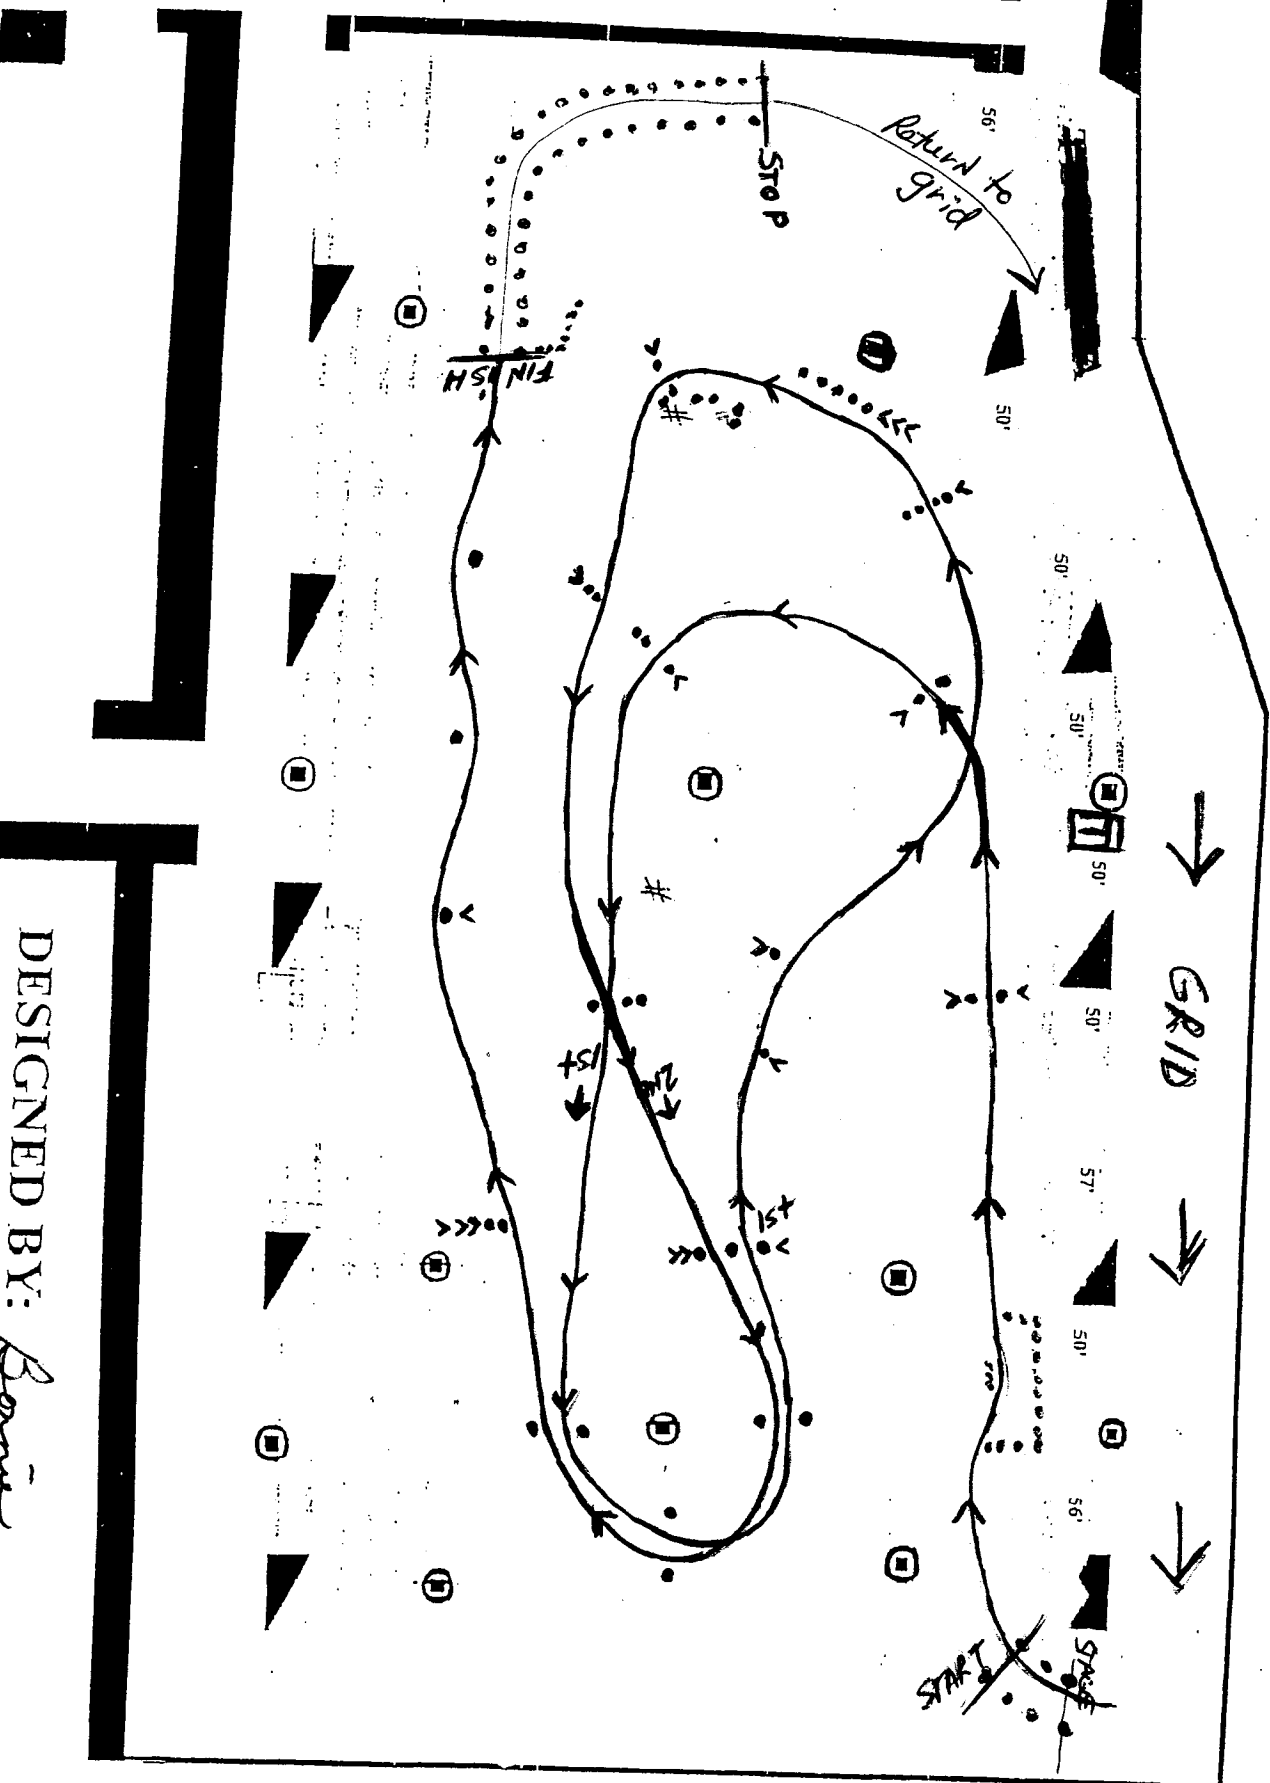 56'
Return to
grid
STOP
50'
FINISH
50'
50'
50'
GRID
50'
1st
2nd
57'
1st
50'
56'
START
STAGE
DESIGNED BY: